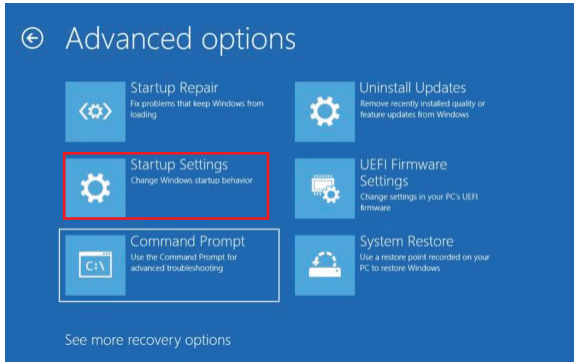 Advanced options
Startup Repair
Fix problems that keep Windows from
loading
Uninstall Updates
Remove recently installed quality or
feature updates from Windows
Startup Settings
Change Windows startup behavior
UEFI Firmware
Settings
Change settings in your PC's UEFI
firmware
Command Prompt
Use the Command Prompt for
advanced troubleshooting
C:\
System Restore
Use a restore point recorded on your
PC to restore Windows
See more recovery options